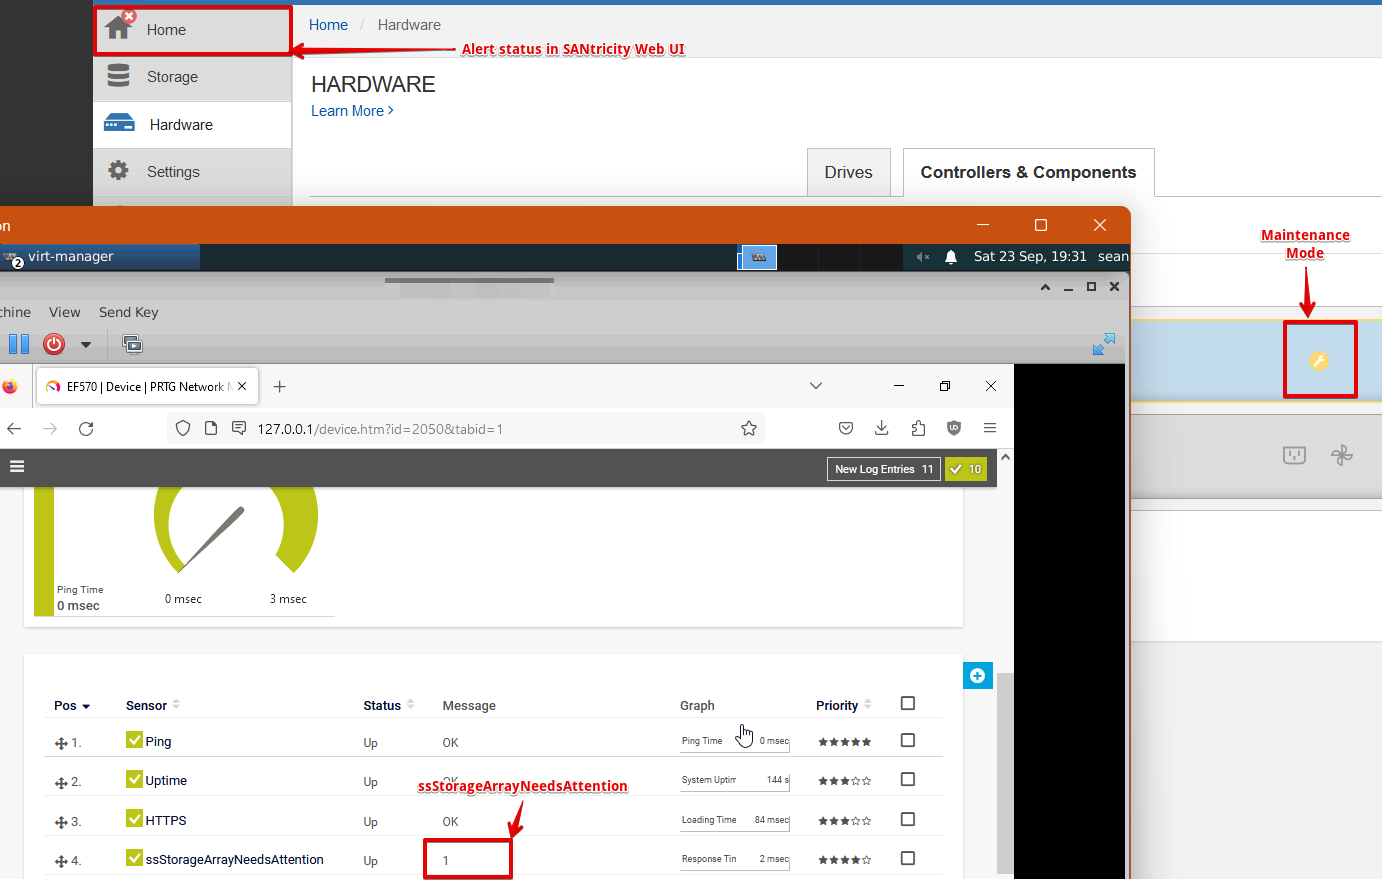 Home
Home / Hardware
Alert status in SANtricity Web UI
Storage
HARDWARE
Learn More >
Hardware
Settings
Drives
Controllers & Components
on
Maintenance
Mode
2 virt-manager
Sat 23 Sep, 19:31 sean
chine View Send Key
EF570 | Device | PRTG Network
127.0.0.1/device.htm?id=2050&tabid=1
New Log Entries 11
10
Ping Time
0 msec
0 msec
3 msec
Pos Sensor Status Message Graph Priority
1. Ping Up OK Ping Time 0 msec
2. Uptime Up OK System Uptim 144 s
ssStorageArrayNeedsAttention
3. HTTPS Up OK Loading Time 84 msec
4. ssStorageArrayNeedsAttention Up 1 Response Tin 2 msec